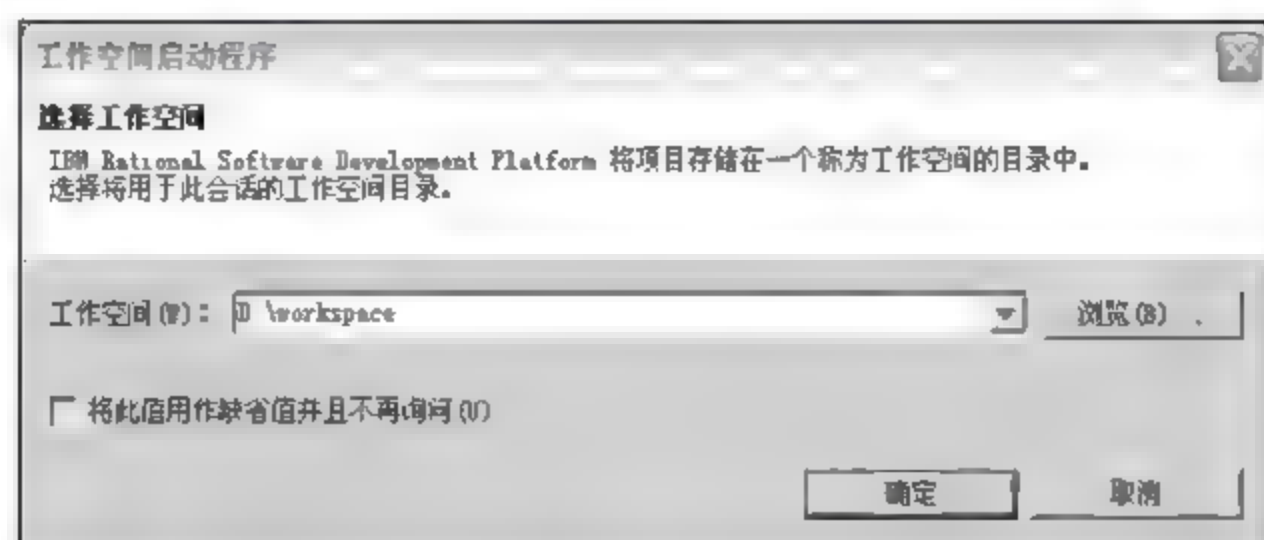 工作空间启动程序
选择工作空间
IBM Rational Software Development Platform 将项目存储在一个称为工作空间的目录中。
选择将用于此会话的工作空间目录。
工作空间(W)： D \workspace 浏览(B) .
将此值用作缺省值并且不再询问(U)
确定 取消